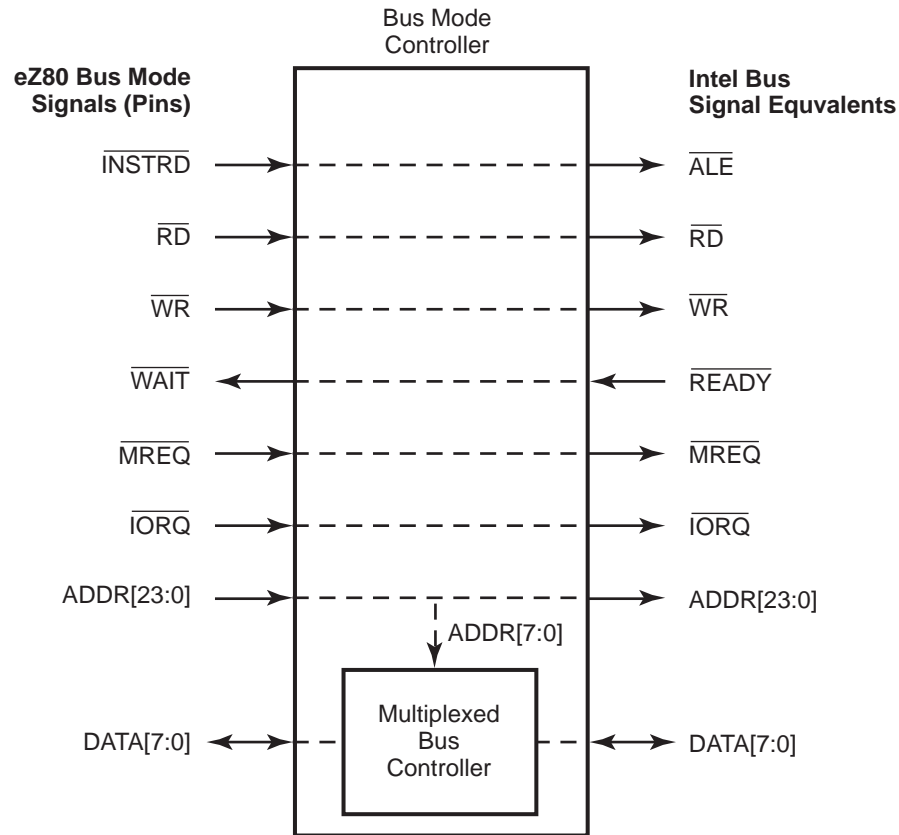 Bus Mode
Controller
eZ80 Bus Mode
Signals (Pins)
Intel Bus
Signal Equvalents
INSTRD
ALE
RD
RD
WR
WR
WAIT
READY
MREQ
MREQ
IORQ
IORQ
ADDR[23:0]
ADDR[23:0]
ADDR[7:0]
Multiplexed
Bus
Controller
DATA[7:0]
DATA[7:0]